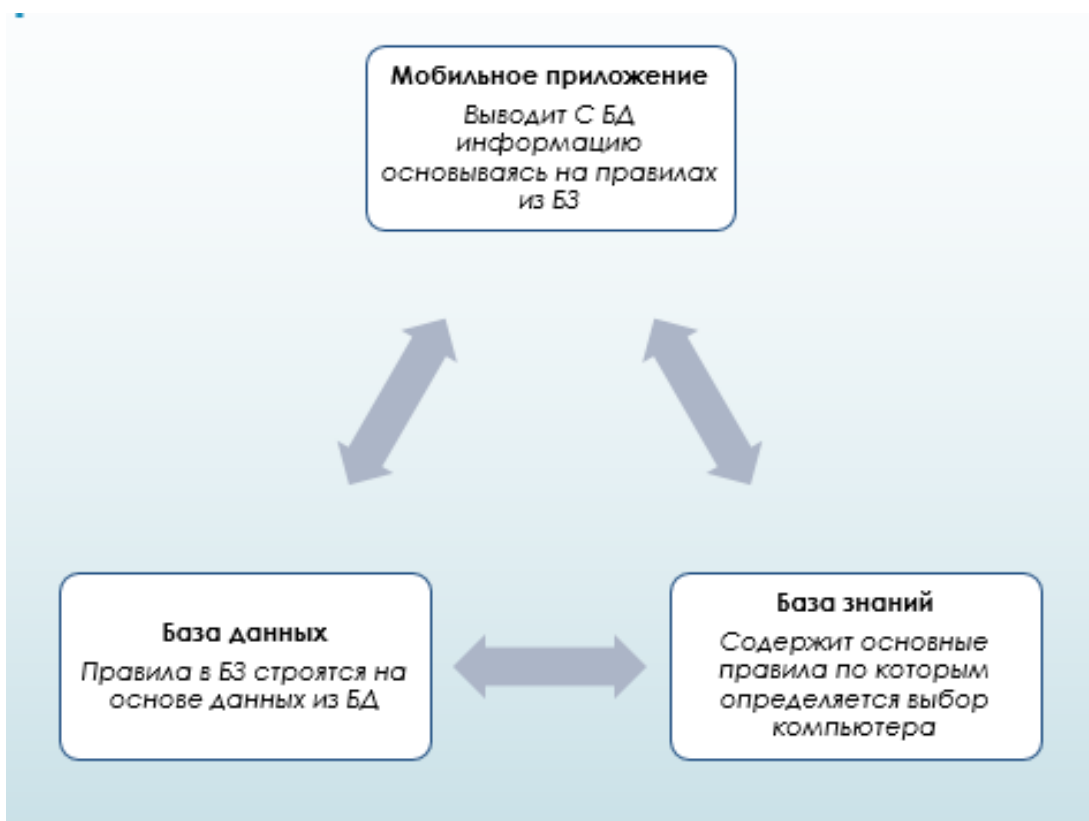 Мобильное приложение
Выводит С БД
информацию
основываясь на правилах
из БЗ
База данных
Правила в БЗ строятся на
основе данных из БД
База знаний
Содержит основные
правила по которым
определяется выбор
компьютера